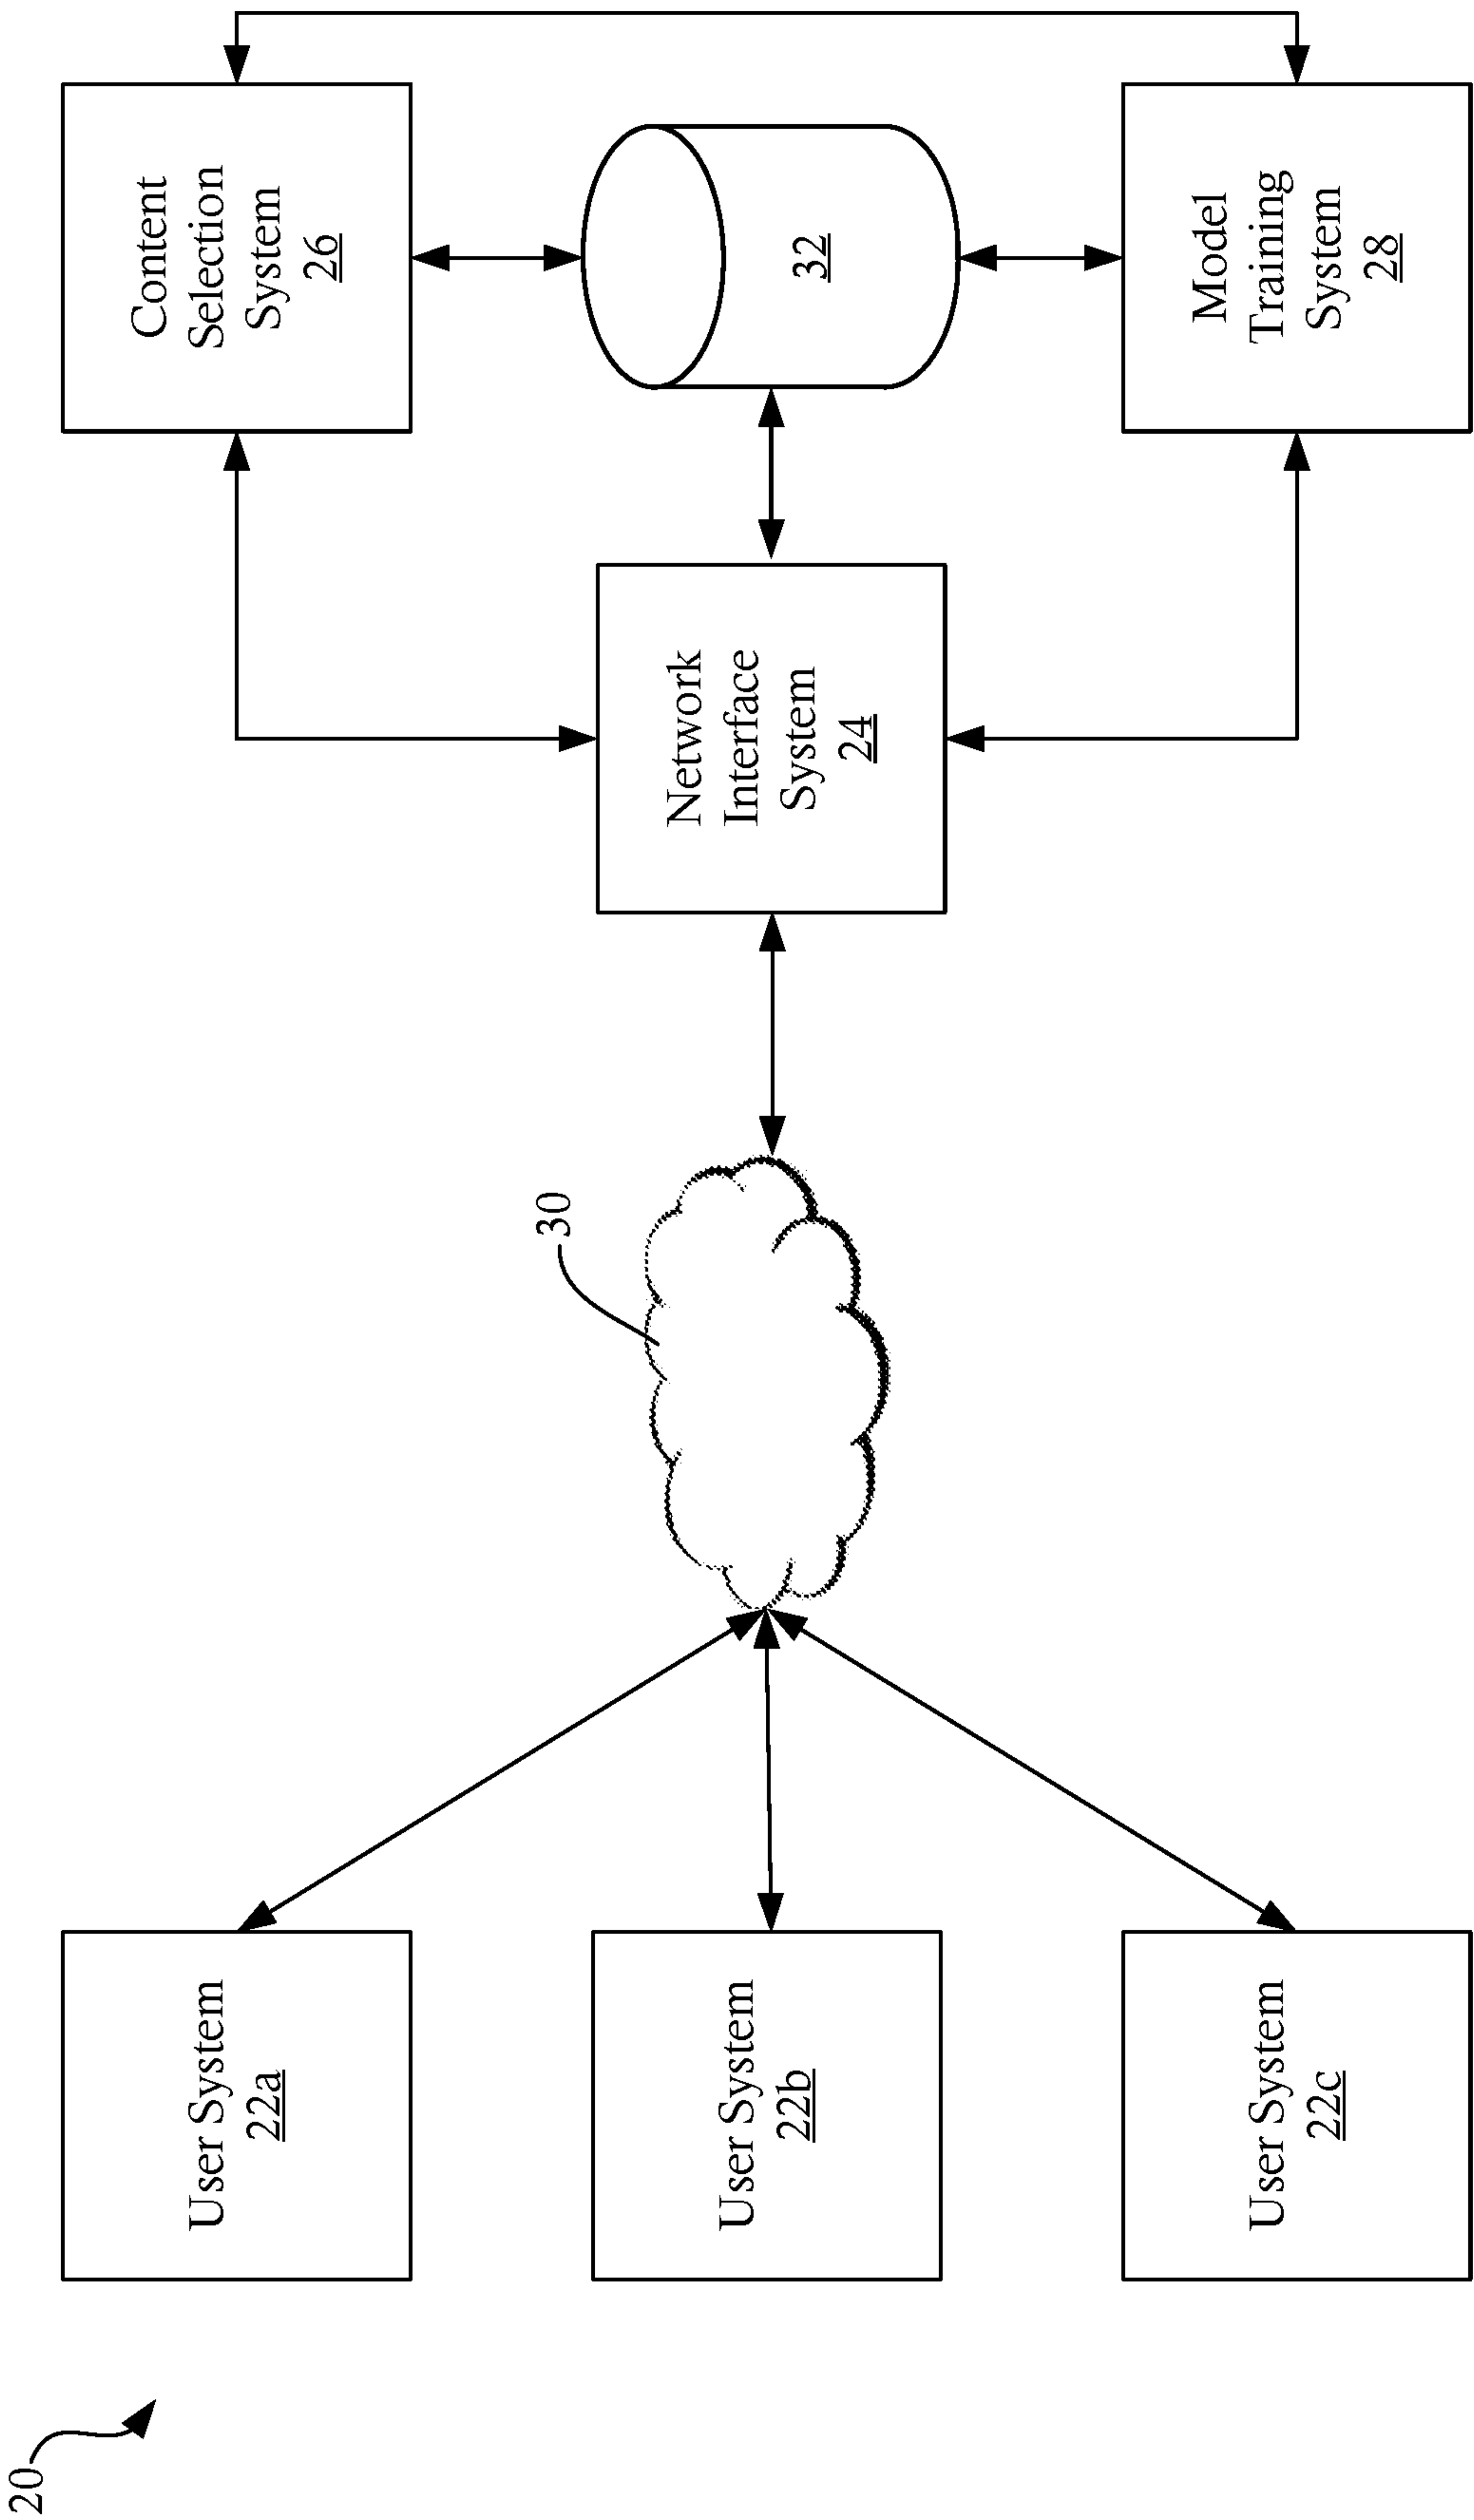 20
User System
22a
User System
22b
User System
22c
30
Network
Interface
System
24
Content
Selection
System
26
32
Model
Training
System
28